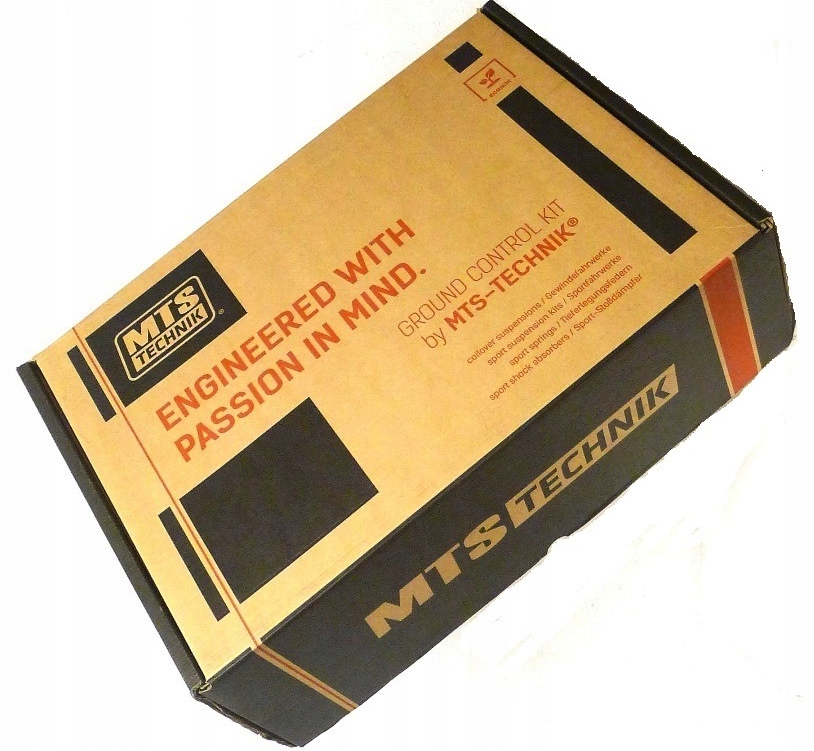 MTS
TECHNIK®
ENGINEERED WITH
PASSION IN MIND.
GROUND CONTROL KIT
by MTS-TECHNIK®
coilover suspensions / Gewindefahrwerke
sport suspension kits / Sportfahrwerke
sport springs / Tieferlegungsfedern
sport shock absorbers / Sport-Stoßdämpfer
MTS TECHNIK